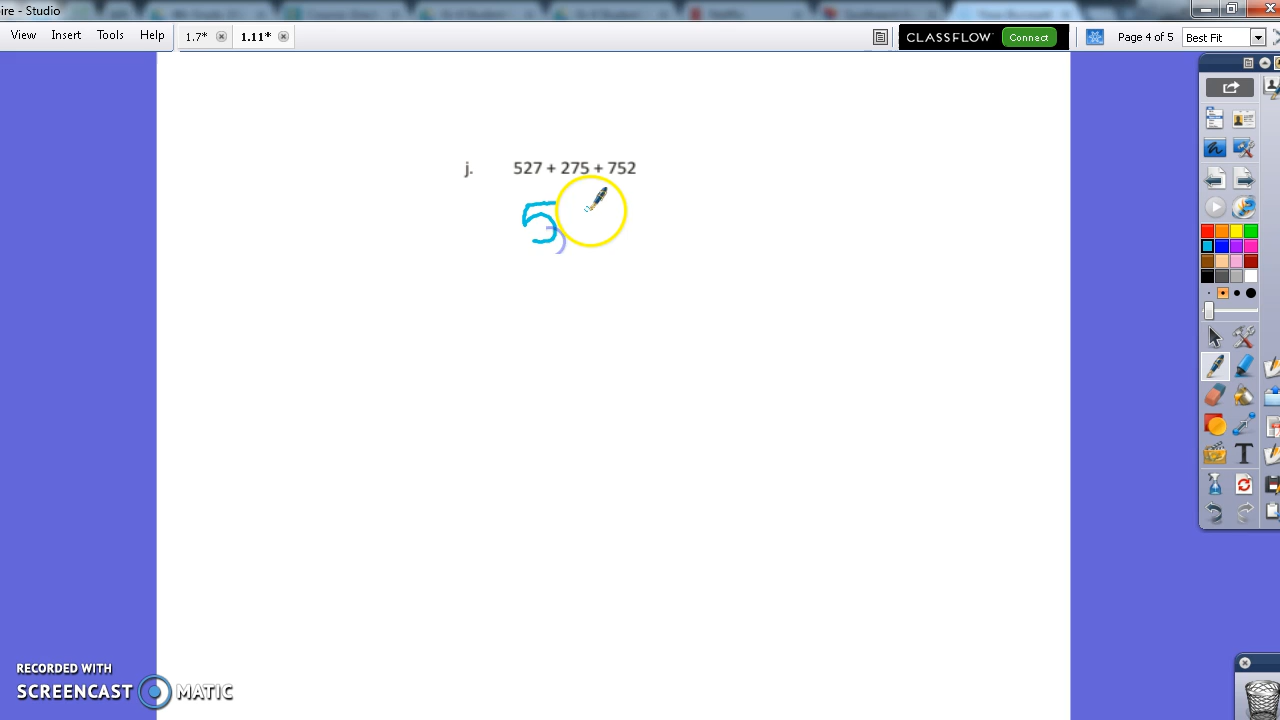 ire - Studio
View Insert Tools Help 1.7* 1.11* CLASSFLOW Connect Page 4 of 5 Best Fit
j. 527 + 275 + 752
5
RECORDED WITH
SCREENCAST MATIC